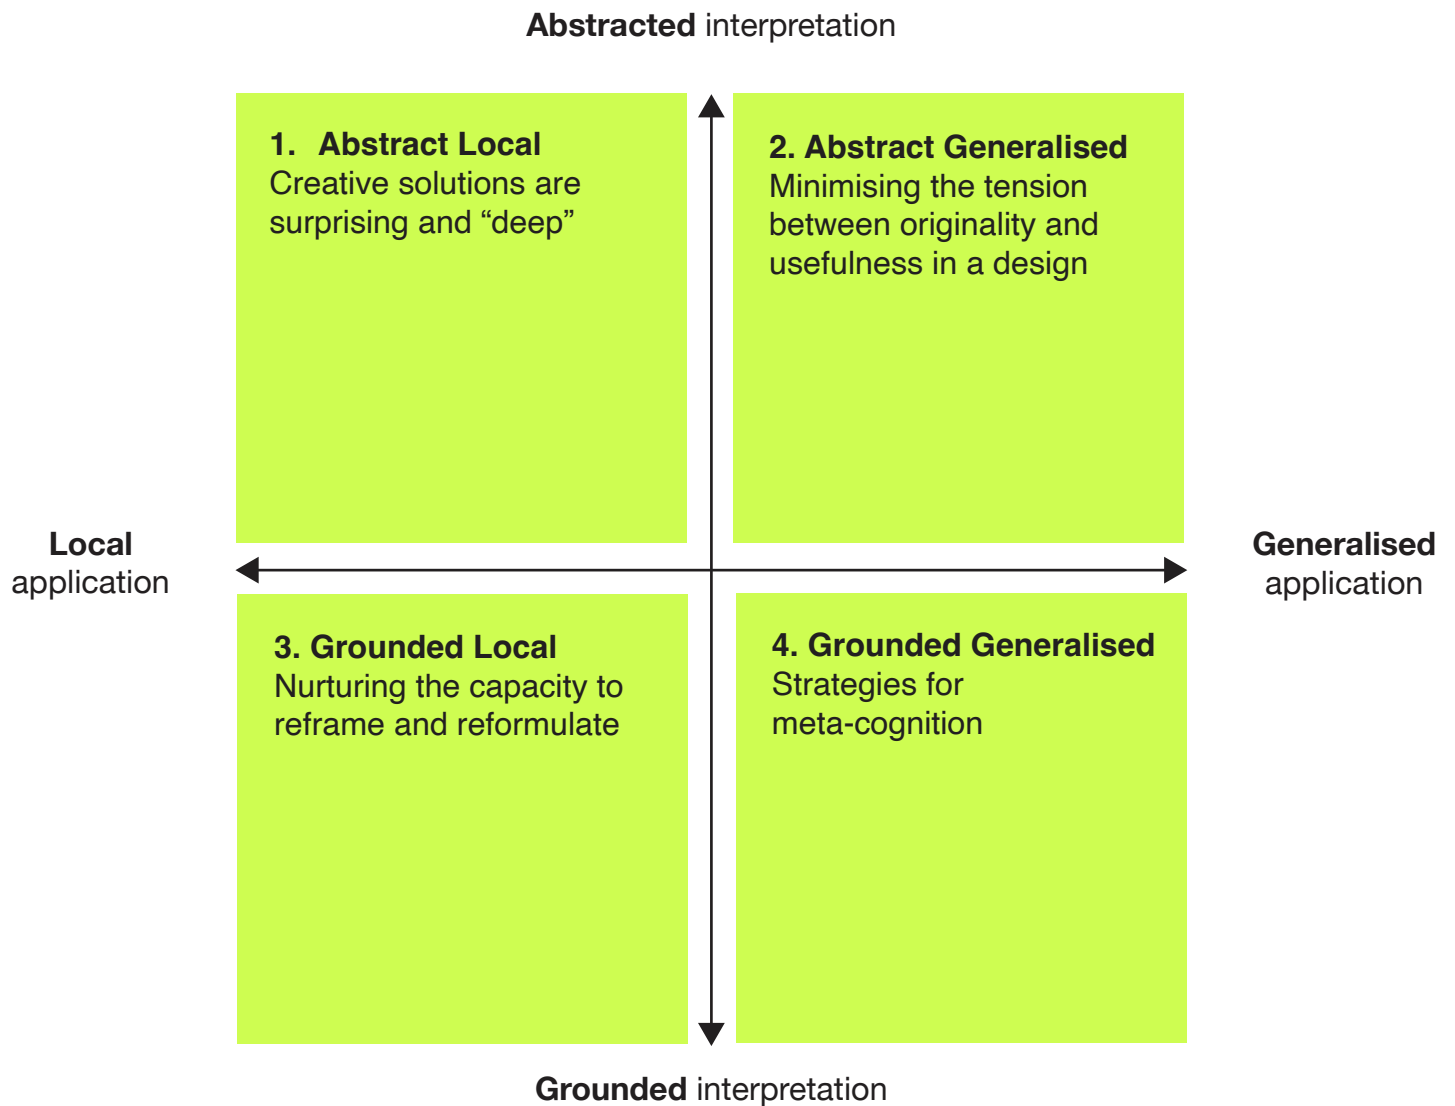 Abstracted interpretation
1. Abstract Local
Creative solutions are
surprising and “deep”
2. Abstract Generalised
Minimising the tension
between originality and
usefulness in a design
Local
application
Generalised
application
3. Grounded Local
Nurturing the capacity to
reframe and reformulate
4. Grounded Generalised
Strategies for
meta-cognition
Grounded interpretation